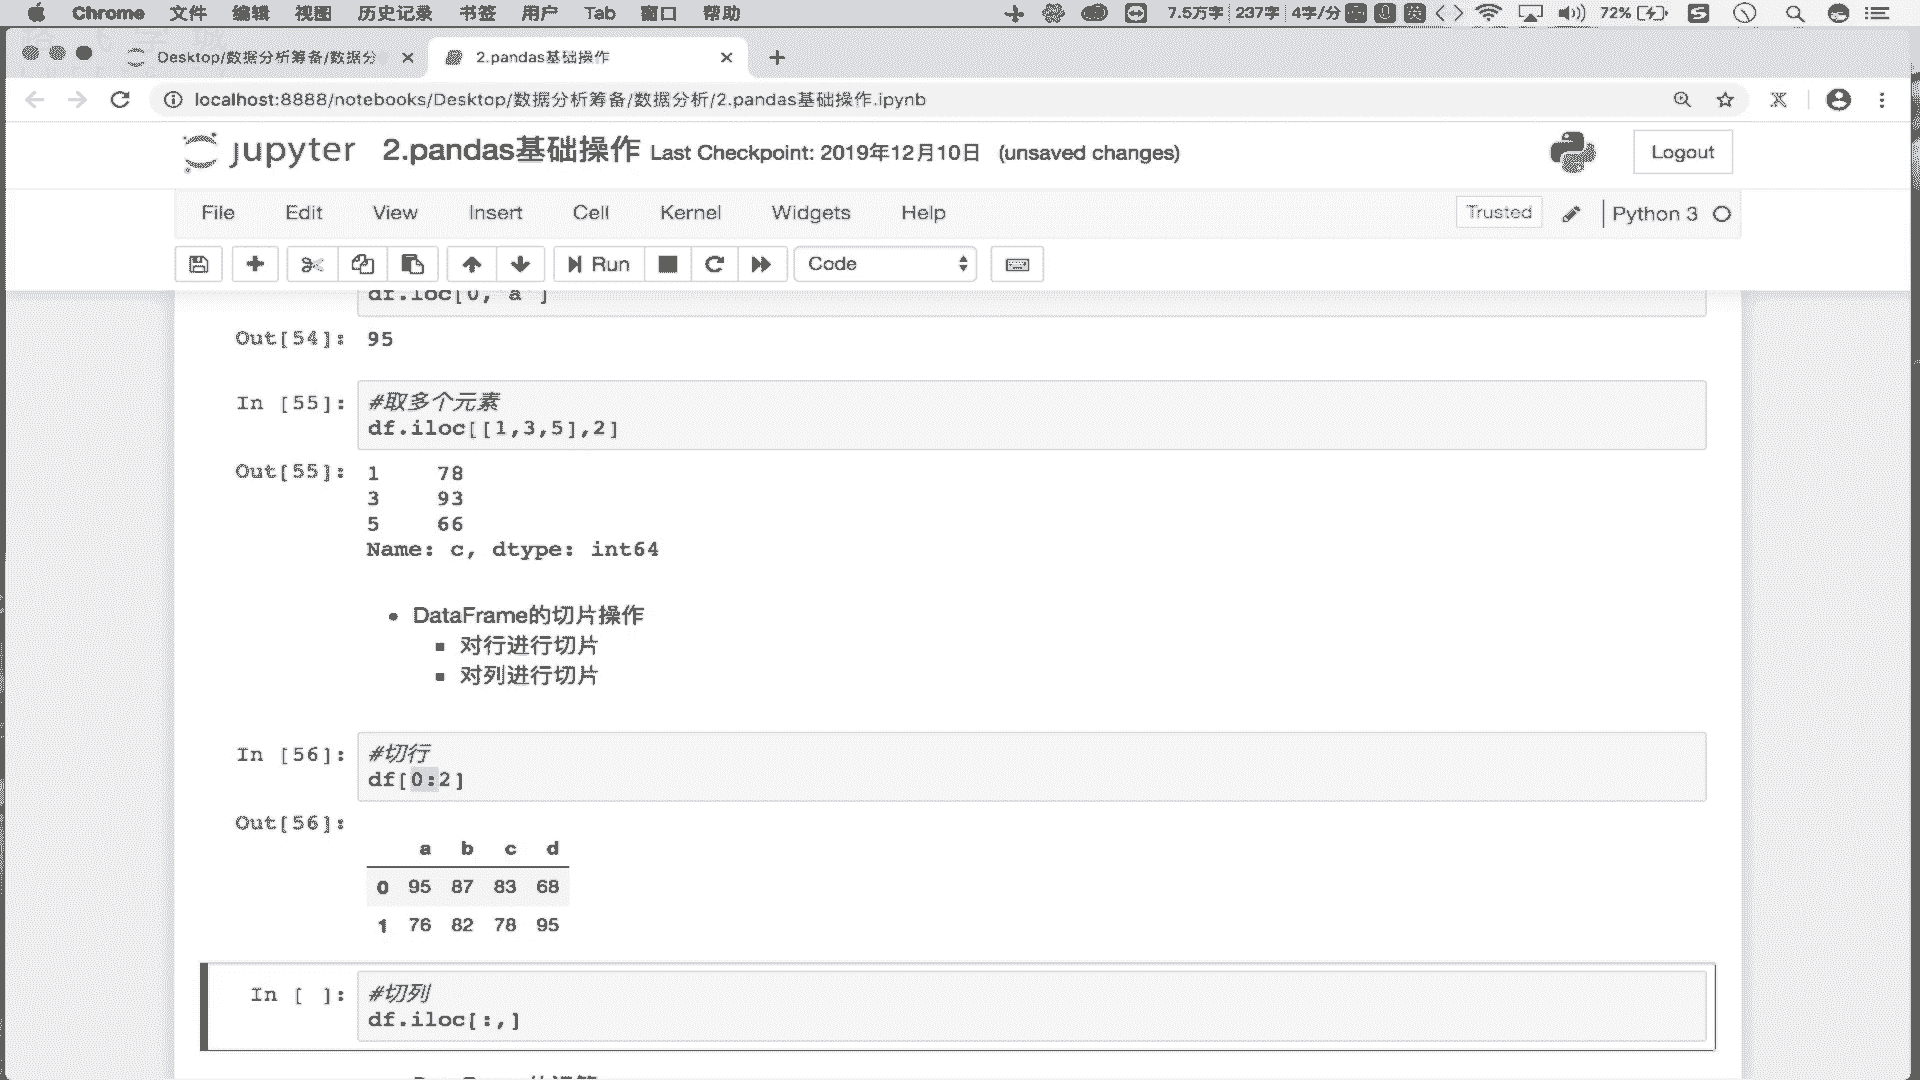 Chrome 文件 编辑 视图 历史记录 书签 用户 Tab 窗口 帮助 7.5万字 237字 4字/分 英 72%
Desktop/数据分析筹备/数据分
2.pandas基础操作
localhost:8888/notebooks/Desktop/数据分析筹备/数据分析/2.pandas基础操作.ipynb
jupyter 2.pandas基础操作 Last Checkpoint: 2019年12月10日 (unsaved changes)
Logout
File Edit View Insert Cell Kernel Widgets Help
Trusted Python 3
Run Code
df.iloc[0,'a']
Out[54]: 95
In [55]: #取多个元素
df.iloc[[1,3,5],2]
Out[55]: 1 78
3 93
5 66
Name: c, dtype: int64
• DataFrame的切片操作
▪ 对行进行切片
▪ 对列进行切片
In [56]: #切行
df[0:2]
Out[56]:
a b c d
0 95 87 83 68
1 76 82 78 95
In [ ]: #切列
df.iloc[:,]